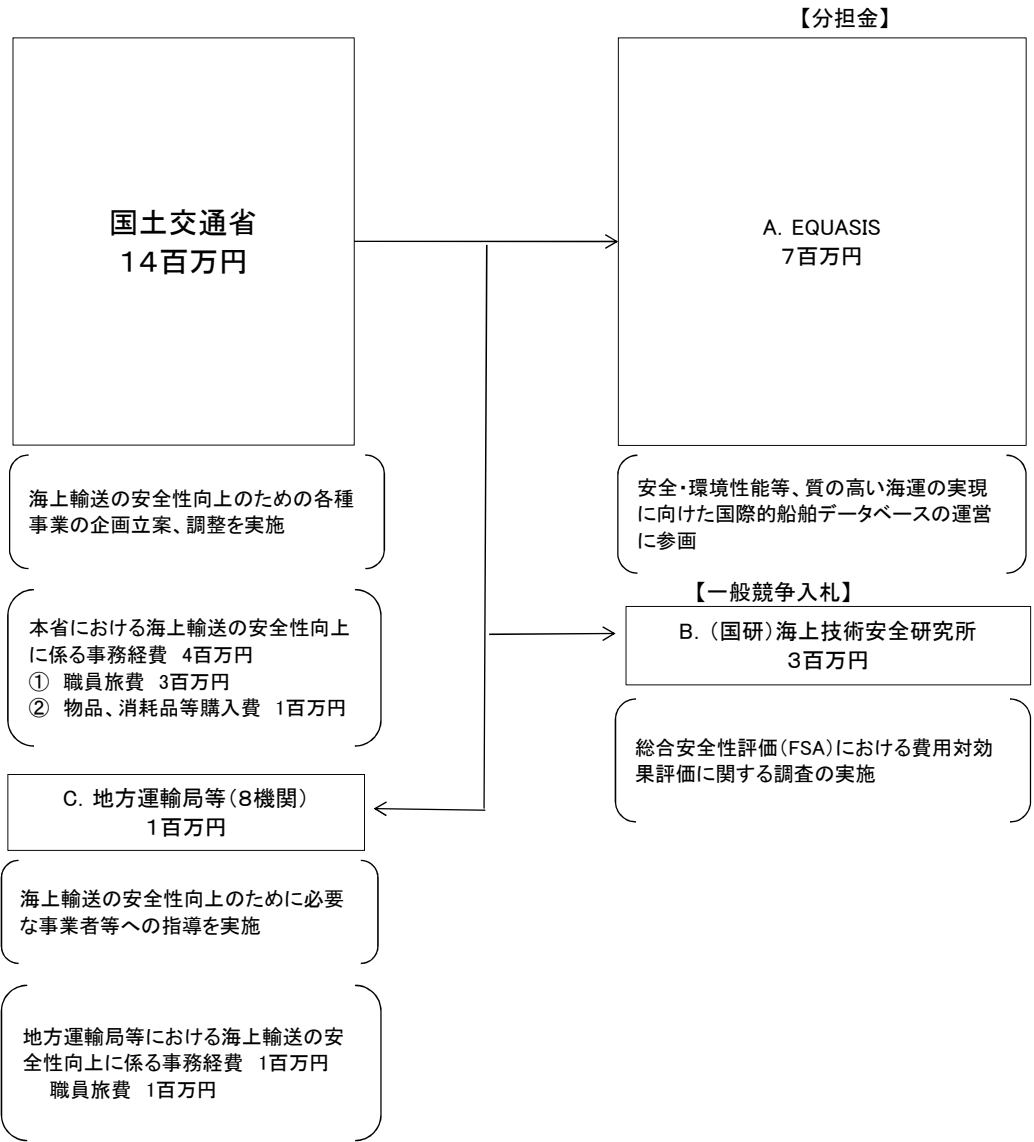 【分担金】
国土交通省
14百万円
A. EQUASIS
7百万円
海上輸送の安全性向上のための各種
事業の企画立案、調整を実施
安全・環境性能等、質の高い海運の実現
に向けた国際的船舶データベースの運営
に参画
本省における海上輸送の安全性向上
に係る事務経費 4百万円
① 職員旅費 3百万円
② 物品、消耗品等購入費 1百万円
【一般競争入札】
B. (国研)海上技術安全研究所
3百万円
総合安全性評価(FSA)における費用対効
果評価に関する調査の実施
C. 地方運輸局等(8機関)
1百万円
海上輸送の安全性向上のために必要
な事業者等への指導を実施
地方運輸局等における海上輸送の安
全性向上に係る事務経費 1百万円
職員旅費 1百万円